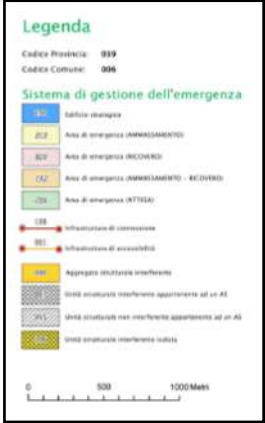 Legenda
Codice Provincia: 039
Codice Comune: 006
Sistema di gestione dell'emergenza
Edificio strategico
Area di emergenza (AMMASSAMENTO)
Area di emergenza (RICOVERO)
Area di emergenza (AMMASSAMENTO - RICOVERO)
Area di emergenza (ATTESA)
Infrastruttura di connessione
Infrastruttura di accessibilità
Aggregato strutturale interferente
Unità strutturale interferente appartenente ad un AS
Unità strutturale non interferente appartenente ad un AS
Unità strutturale interferente isolata
0 500 1000 Metri